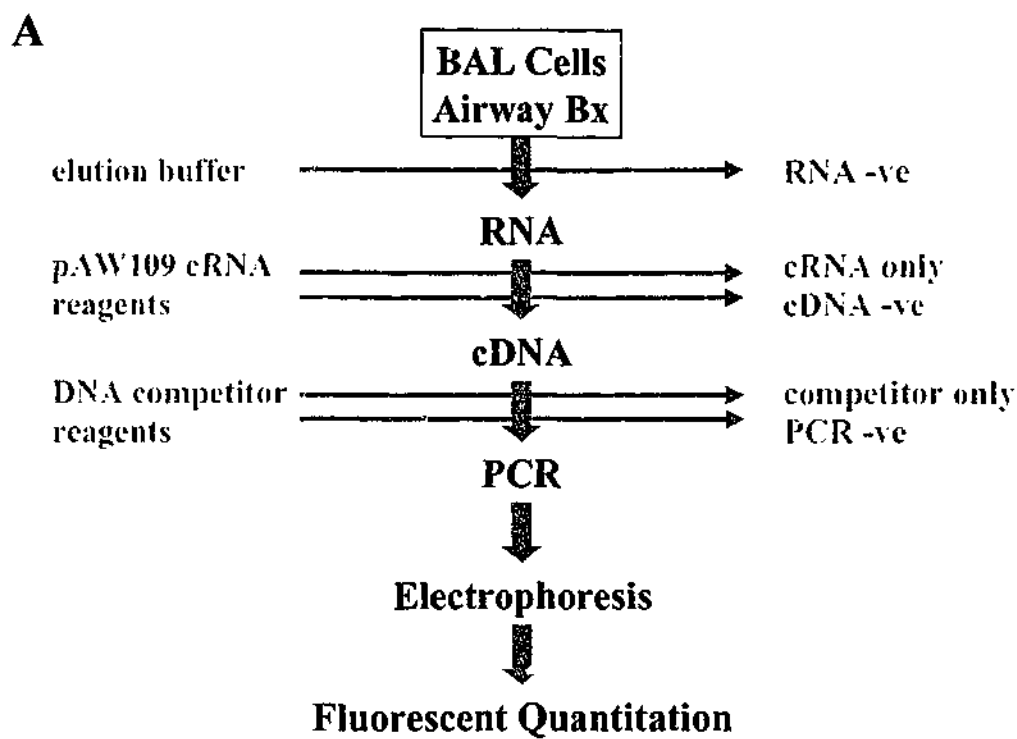 A
BAL Cells
Airway Bx
elution buffer
RNA -ve
RNA
pAW109 cRNA
cRNA only
reagents
cDNA -ve
cDNA
DNA competitor
competitor only
reagents
PCR -ve
PCR
Electrophoresis
Fluorescent Quantitation